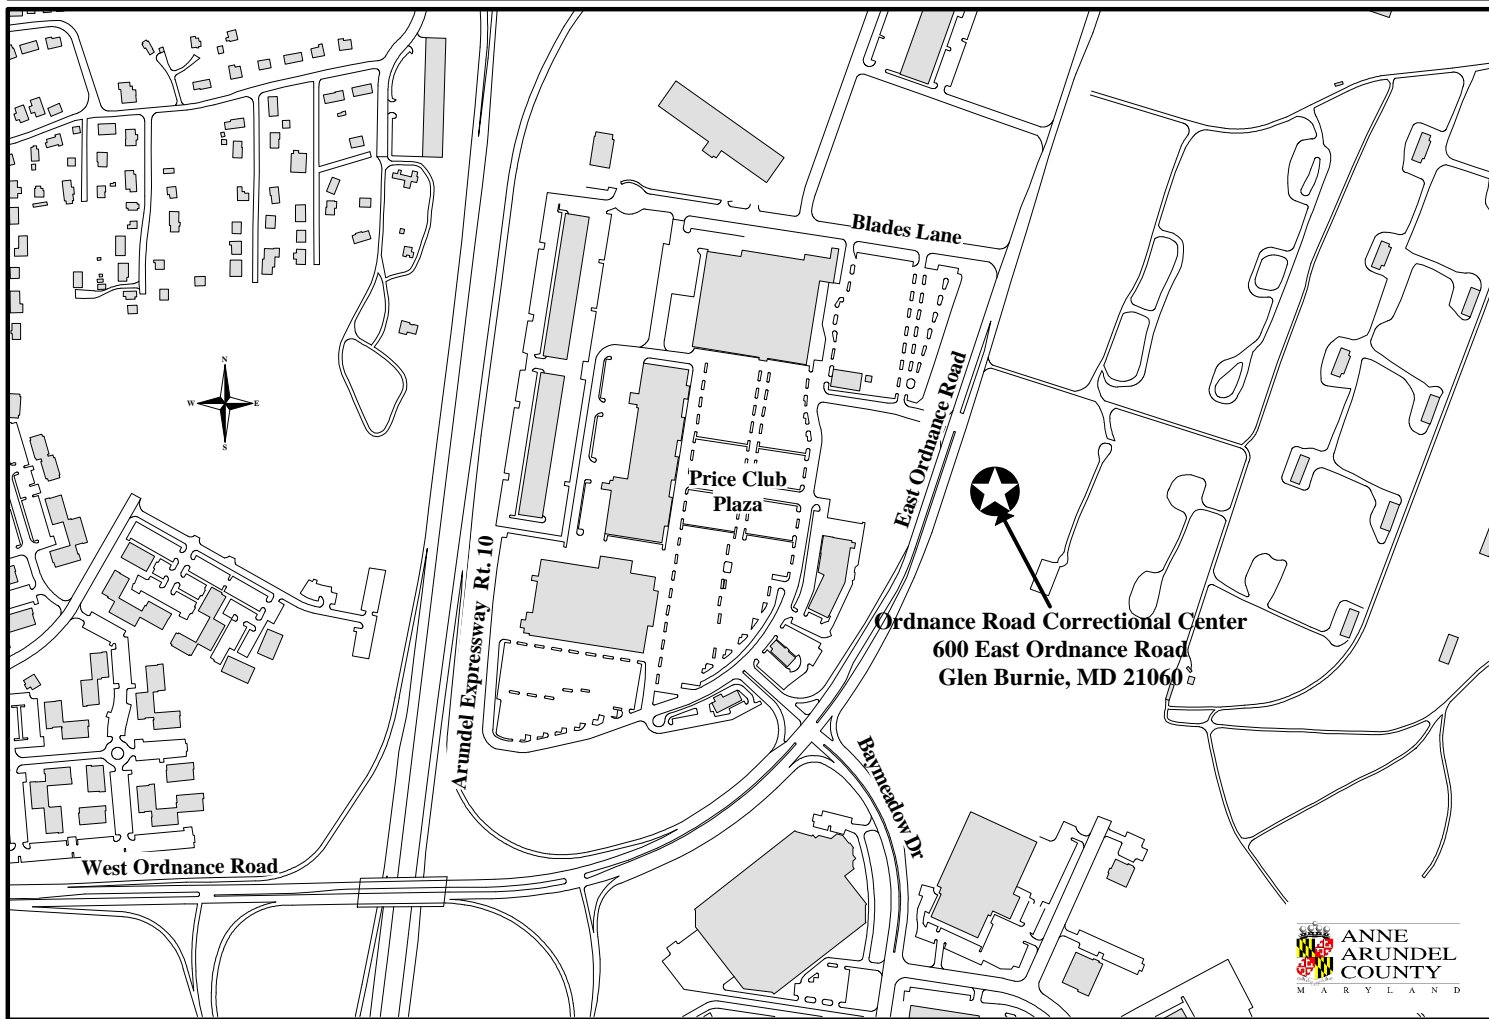 Blades Lane
N
W E
S
East Ordnance Road
Price Club
Plaza
Arundel Expressway Rt. 10
Ordnance Road Correctional Center
600 East Ordnance Road
Glen Burnie, MD 21060
Baymeadow Dr
West Ordnance Road
ANNE
ARUNDEL
COUNTY
MARYLAND